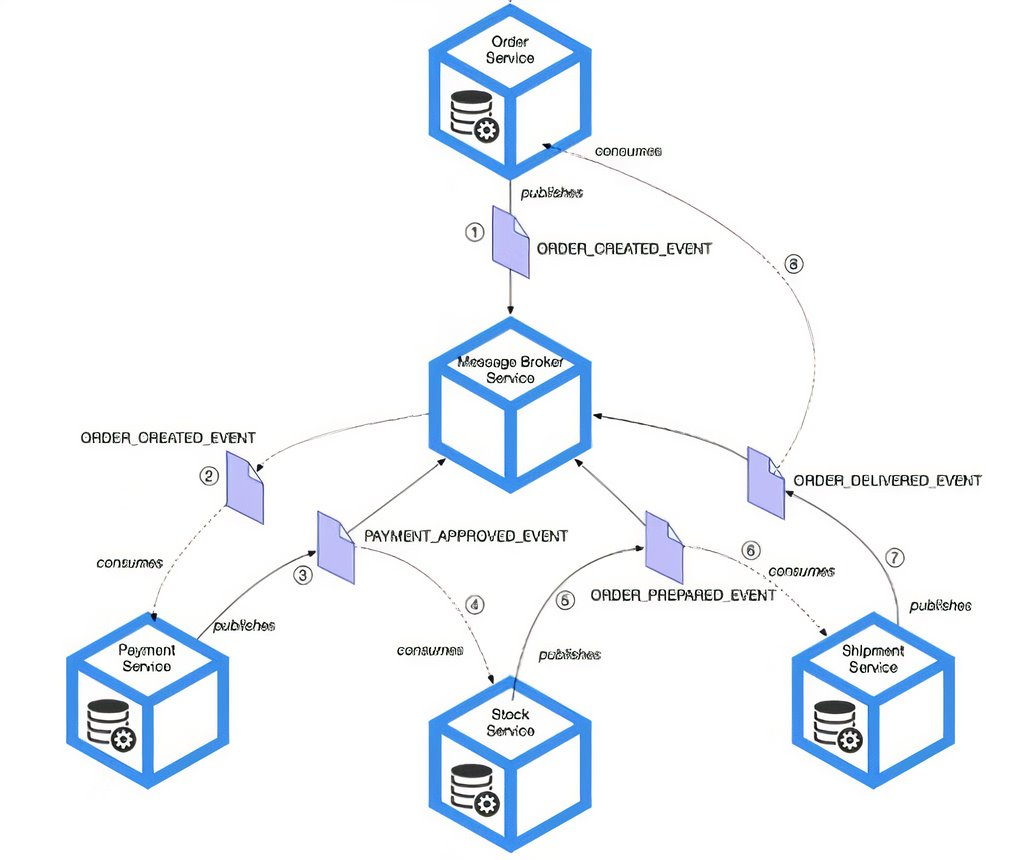 Order
Service
consumes
publishes
1
ORDER_CREATED_EVENT
8
Message Broker
Service
ORDER_CREATED_EVENT
2
ORDER_DELIVERED_EVENT
PAYMENT_APPROVED_EVENT
3
6
consumes
7
consumes
ORDER_PREPARED_EVENT
4
5
publishes
publishes
consumes
publishes
Payment
Service
Shipment
Service
Stock
Service